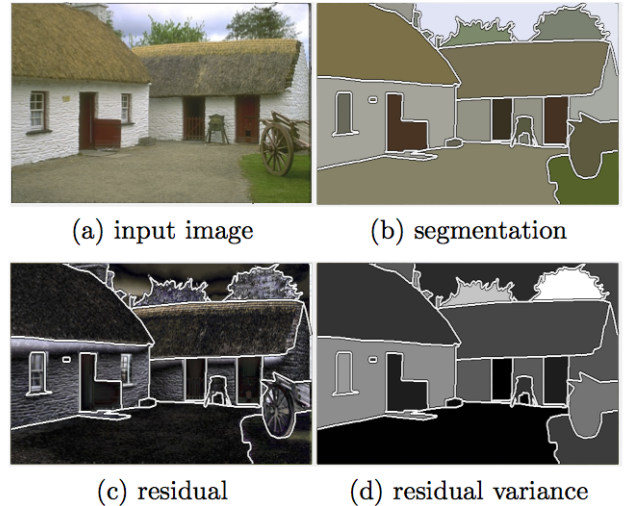 (a) input image
(b) segmentation
(c) residual
(d) residual variance